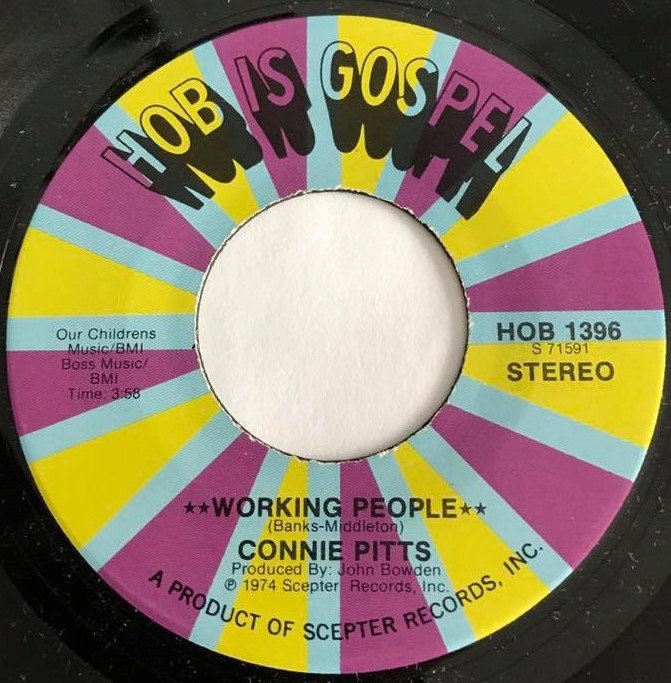 HOB IS GOSPEL
Our Childrens
Music/BMI
Boss Music/
BMI
Time: 3:58
HOB 1396
S 71591
STEREO
★★WORKING PEOPLE★★
(Banks-Middleton)
CONNIE PITTS
Produced By: John Bowden
℗ 1974 Scepter Records, Inc.
A PRODUCT OF SCEPTER RECORDS, INC.